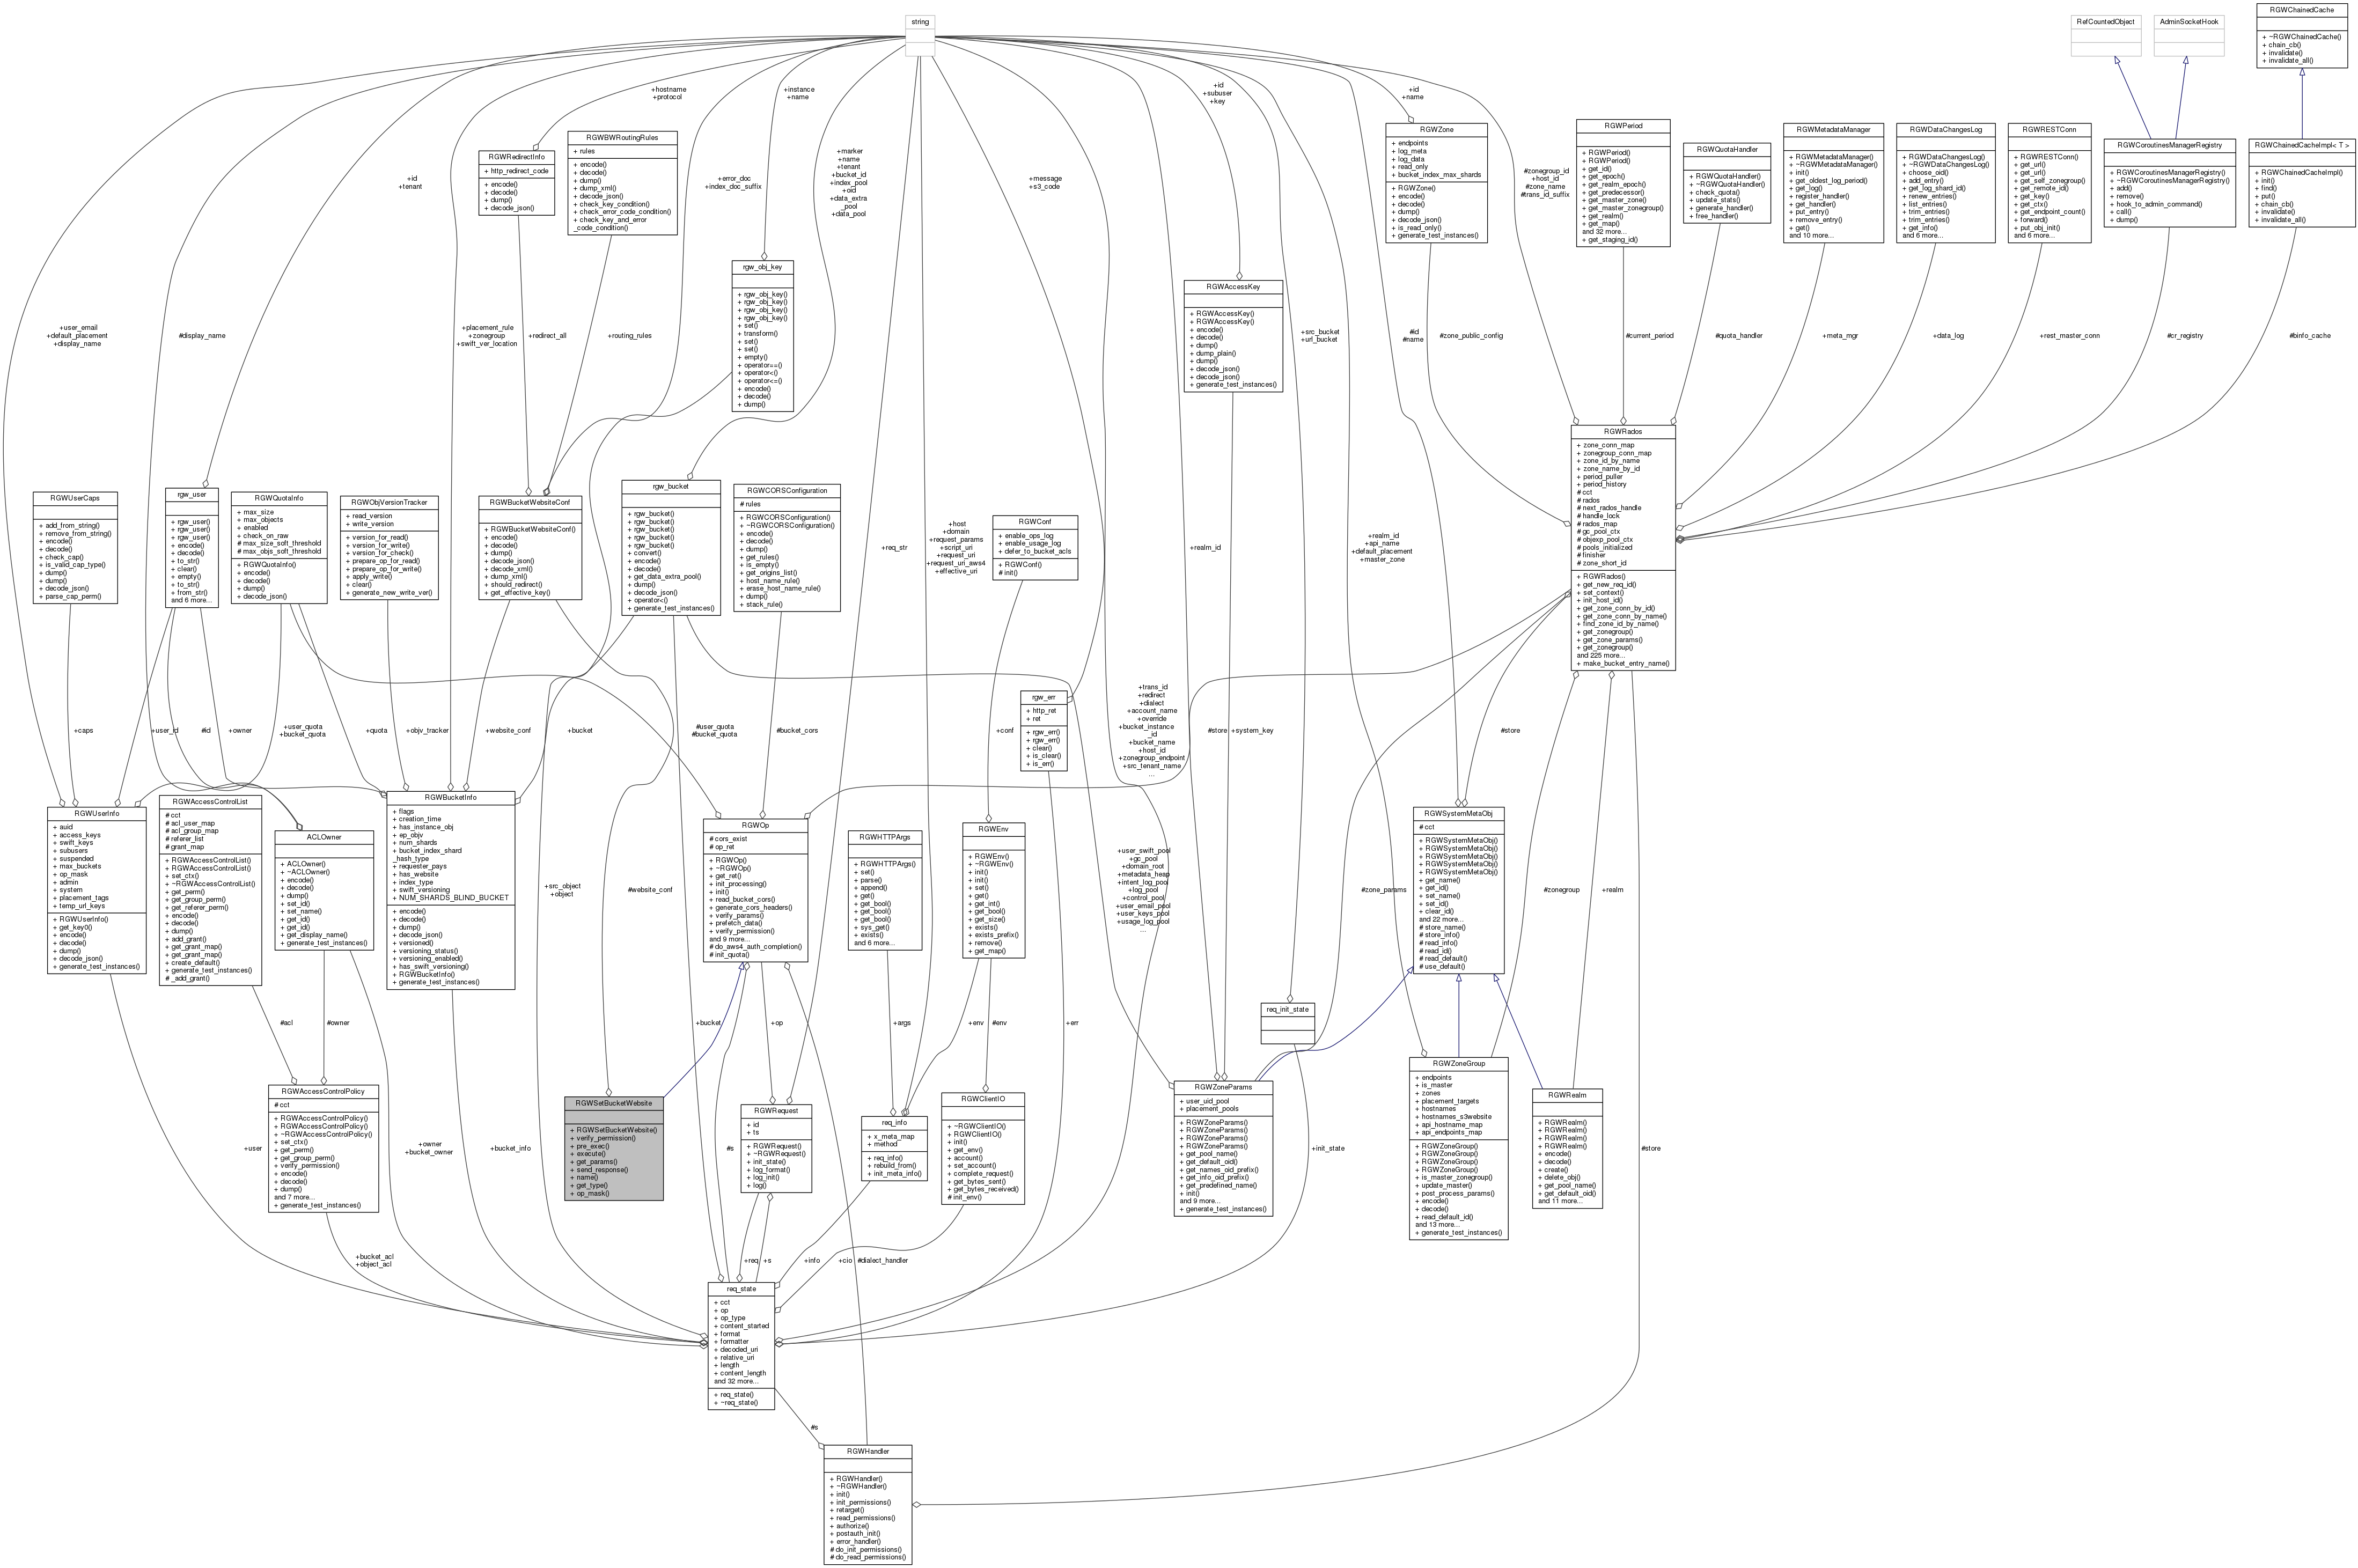 string
RefCountedObject
AdminSocketHook
RGWChainedCache
+ ~RGWChainedCache()
+ chain_cb()
+ invalidate()
+ invalidate_all()
+hostname
+protocol
+instance
+name
+id
+subuser
+key
+id
+name
RGWRedirectInfo
+ http_redirect_code
+ encode()
+ decode()
+ dump()
+ decode_json()
RGWBWRoutingRules
+ rules
+ encode()
+ decode()
+ dump()
+ dump_xml()
+ decode_json()
+ check_key_condition()
+ check_error_code_condition()
+ check_key_and_error
_code_condition()
+id
+tenant
+error_doc
+index_doc_suffix
+marker
+name
+tenant
+bucket_id
+index_pool
+oid
+data_extra
_pool
+data_pool
+message
+s3_code
RGWZone
+ endpoints
+ log_meta
+ log_data
+ read_only
+ bucket_index_max_shards
+ RGWZone()
+ encode()
+ decode()
+ dump()
+ decode_json()
+ is_read_only()
+ generate_test_instances()
#zonegroup_id
+host_id
#zone_name
#trans_id_suffix
RGWPeriod
+ RGWPeriod()
+ RGWPeriod()
+ get_id()
+ get_epoch()
+ get_realm_epoch()
+ get_predecessor()
+ get_master_zone()
+ get_master_zonegroup()
+ get_realm()
+ get_map()
and 32 more...
+ get_staging_id()
RGWQuotaHandler
+ RGWQuotaHandler()
+ ~RGWQuotaHandler()
+ check_quota()
+ update_stats()
+ generate_handler()
+ free_handler()
RGWMetadataManager
+ RGWMetadataManager()
+ ~RGWMetadataManager()
+ init()
+ get_oldest_log_period()
+ get_log()
+ register_handler()
+ get_handler()
+ put_entry()
+ remove_entry()
+ get()
and 10 more...
RGWDataChangesLog
+ RGWDataChangesLog()
+ ~RGWDataChangesLog()
+ choose_oid()
+ add_entry()
+ get_log_shard_id()
+ renew_entries()
+ list_entries()
+ trim_entries()
+ trim_entries()
+ get_info()
and 6 more...
RGWRESTConn
+ RGWRESTConn()
+ get_url()
+ get_url()
+ get_self_zonegroup()
+ get_remote_id()
+ get_key()
+ get_ctx()
+ get_endpoint_count()
+ forward()
+ put_obj_init()
and 6 more...
RGWCoroutinesManagerRegistry
+ RGWCoroutinesManagerRegistry()
+ ~RGWCoroutinesManagerRegistry()
+ add()
+ remove()
+ hook_to_admin_command()
+ call()
+ dump()
RGWChainedCacheImpl< T >
+ RGWChainedCacheImpl()
+ init()
+ find()
+ put()
+ chain_cb()
+ invalidate()
+ invalidate_all()
rgw_obj_key
+ rgw_obj_key()
+ rgw_obj_key()
+ rgw_obj_key()
+ rgw_obj_key()
+ set()
+ transform()
+ set()
+ set()
+ empty()
+ operator==()
+ operator<()
+ operator<=()
+ encode()
+ decode()
+ dump()
RGWAccessKey
+ RGWAccessKey()
+ RGWAccessKey()
+ encode()
+ decode()
+ dump()
+ dump_plain()
+ dump()
+ decode_json()
+ decode_json()
+ generate_test_instances()
+user_email
+default_placement
+display_name
#display_name
+placement_rule
+zonegroup
+swift_ver_location
+redirect_all
+routing_rules
+src_bucket
+url_bucket
#id
#name
#zone_public_config
#current_period
#quota_handler
+meta_mgr
+data_log
+rest_master_conn
#cr_registry
#binfo_cache
RGWRados
+ zone_conn_map
+ zonegroup_conn_map
+ zone_id_by_name
+ zone_name_by_id
+ period_puller
+ period_history
# cct
# rados
# next_rados_handle
# handle_lock
# rados_map
# gc_pool_ctx
# objexp_pool_ctx
# pools_initialized
# finisher
# zone_short_id
+ RGWRados()
+ get_new_req_id()
+ set_context()
+ init_host_id()
+ get_zone_conn_by_id()
+ get_zone_conn_by_name()
+ find_zone_id_by_name()
+ get_zonegroup()
+ get_zone_params()
+ get_zonegroup()
and 225 more...
+ make_bucket_entry_name()
RGWUserCaps
+ add_from_string()
+ remove_from_string()
+ encode()
+ decode()
+ check_cap()
+ is_valid_cap_type()
+ dump()
+ dump()
+ decode_json()
+ parse_cap_perm()
rgw_user
+ rgw_user()
+ rgw_user()
+ rgw_user()
+ encode()
+ decode()
+ to_str()
+ clear()
+ empty()
+ to_str()
+ from_str()
and 6 more...
RGWQuotaInfo
+ max_size
+ max_objects
+ enabled
+ check_on_raw
# max_size_soft_threshold
# max_objs_soft_threshold
+ RGWQuotaInfo()
+ encode()
+ decode()
+ dump()
+ decode_json()
RGWObjVersionTracker
+ read_version
+ write_version
+ version_for_read()
+ version_for_write()
+ version_for_check()
+ prepare_op_for_read()
+ prepare_op_for_write()
+ apply_write()
+ clear()
+ generate_new_write_ver()
RGWBucketWebsiteConf
+ RGWBucketWebsiteConf()
+ encode()
+ decode()
+ dump()
+ decode_json()
+ decode_xml()
+ dump_xml()
+ should_redirect()
+ get_effective_key()
rgw_bucket
+ rgw_bucket()
+ rgw_bucket()
+ rgw_bucket()
+ rgw_bucket()
+ rgw_bucket()
+ convert()
+ encode()
+ decode()
+ get_data_extra_pool()
+ dump()
+ decode_json()
+ operator<()
+ generate_test_instances()
RGWCORSConfiguration
# rules
+ RGWCORSConfiguration()
+ ~RGWCORSConfiguration()
+ encode()
+ decode()
+ dump()
+ get_rules()
+ is_empty()
+ get_origins_list()
+ host_name_rule()
+ erase_host_name_rule()
+ dump()
+ stack_rule()
+req_str
+host
+domain
+request_params
+script_uri
+request_uri
+request_uri_aws4
+effective_uri
RGWConf
+ enable_ops_log
+ enable_usage_log
+ defer_to_bucket_acls
+ RGWConf()
# init()
+realm_id
+realm_id
+api_name
+default_placement
+master_zone
rgw_err
+ http_ret
+ ret
+ rgw_err()
+ rgw_err()
+ clear()
+ is_clear()
+ is_err()
+trans_id
+redirect
+dialect
+account_name
+override
+bucket_instance
_id
+bucket_name
+host_id
+zonegroup_endpoint
+src_tenant_name
...
+caps
+user_id
#id
+owner
+user_quota
+bucket_quota
+quota
+objv_tracker
+website_conf
+bucket
#user_quota
#bucket_quota
#bucket_cors
+conf
#store
+system_key
#store
RGWUserInfo
+ auid
+ access_keys
+ swift_keys
+ subusers
+ suspended
+ max_buckets
+ op_mask
+ admin
+ system
+ placement_tags
+ temp_url_keys
+ RGWUserInfo()
+ get_key0()
+ encode()
+ decode()
+ dump()
+ decode_json()
+ generate_test_instances()
RGWAccessControlList
# cct
# acl_user_map
# acl_group_map
# referer_list
# grant_map
+ RGWAccessControlList()
+ RGWAccessControlList()
+ set_ctx()
+ ~RGWAccessControlList()
+ get_perm()
+ get_group_perm()
+ get_referer_perm()
+ encode()
+ decode()
+ dump()
+ add_grant()
+ get_grant_map()
+ get_grant_map()
+ create_default()
+ generate_test_instances()
# _add_grant()
ACLOwner
+ ACLOwner()
+ ~ACLOwner()
+ encode()
+ decode()
+ dump()
+ set_id()
+ set_name()
+ get_id()
+ get_id()
+ get_display_name()
+ generate_test_instances()
RGWBucketInfo
+ flags
+ creation_time
+ has_instance_obj
+ ep_objv
+ num_shards
+ bucket_index_shard
_hash_type
+ requester_pays
+ has_website
+ index_type
+ swift_versioning
+ NUM_SHARDS_BLIND_BUCKET
+ encode()
+ decode()
+ dump()
+ decode_json()
+ versioned()
+ versioning_status()
+ versioning_enabled()
+ has_swift_versioning()
+ RGWBucketInfo()
+ generate_test_instances()
+src_object
+object
#website_conf
RGWOp
# cors_exist
# op_ret
+ RGWOp()
+ ~RGWOp()
+ get_ret()
+ init_processing()
+ init()
+ read_bucket_cors()
+ generate_cors_headers()
+ verify_params()
+ prefetch_data()
+ verify_permission()
and 9 more...
# do_aws4_auth_completion()
# init_quota()
RGWHTTPArgs
+ RGWHTTPArgs()
+ set()
+ parse()
+ append()
+ get()
+ get_bool()
+ get_bool()
+ get_bool()
+ sys_get()
+ exists()
and 6 more...
RGWEnv
+ RGWEnv()
+ ~RGWEnv()
+ init()
+ init()
+ set()
+ get()
+ get_int()
+ get_bool()
+ get_size()
+ exists()
+ exists_prefix()
+ remove()
+ get_map()
+user_swift_pool
+gc_pool
+domain_root
+metadata_heap
+intent_log_pool
+log_pool
+control_pool
+user_email_pool
+user_keys_pool
+usage_log_pool
...
#zone_params
RGWSystemMetaObj
# cct
+ RGWSystemMetaObj()
+ RGWSystemMetaObj()
+ RGWSystemMetaObj()
+ RGWSystemMetaObj()
+ RGWSystemMetaObj()
+ get_name()
+ get_id()
+ set_name()
+ set_id()
+ clear_id()
and 22 more...
# store_name()
# store_info()
# read_info()
# read_id()
# read_default()
# use_default()
#zonegroup
+realm
#acl
#owner
+bucket
+op
+args
+env
#env
+err
req_init_state
RGWAccessControlPolicy
# cct
+ RGWAccessControlPolicy()
+ RGWAccessControlPolicy()
+ ~RGWAccessControlPolicy()
+ set_ctx()
+ get_perm()
+ get_group_perm()
+ verify_permission()
+ encode()
+ decode()
+ dump()
and 7 more...
+ generate_test_instances()
RGWSetBucketWebsite
+ RGWSetBucketWebsite()
+ verify_permission()
+ pre_exec()
+ execute()
+ get_params()
+ send_response()
+ name()
+ get_type()
+ op_mask()
RGWRequest
+ id
+ ts
+ RGWRequest()
+ ~RGWRequest()
+ init_state()
+ log_format()
+ log_init()
+ log()
req_info
+ x_meta_map
+ method
+ req_info()
+ rebuild_from()
+ init_meta_info()
RGWClientIO
+ ~RGWClientIO()
+ RGWClientIO()
+ init()
+ get_env()
+ account()
+ set_account()
+ complete_request()
+ get_bytes_sent()
+ get_bytes_received()
# init_env()
RGWZoneParams
+ user_uid_pool
+ placement_pools
+ RGWZoneParams()
+ RGWZoneParams()
+ RGWZoneParams()
+ RGWZoneParams()
+ get_pool_name()
+ get_default_oid()
+ get_names_oid_prefix()
+ get_info_oid_prefix()
+ get_predefined_name()
+ init()
and 9 more...
+ generate_test_instances()
RGWZoneGroup
+ endpoints
+ is_master
+ zones
+ placement_targets
+ hostnames
+ hostnames_s3website
+ api_hostname_map
+ api_endpoints_map
+ RGWZoneGroup()
+ RGWZoneGroup()
+ RGWZoneGroup()
+ RGWZoneGroup()
+ is_master_zonegroup()
+ update_master()
+ post_process_params()
+ encode()
+ decode()
+ read_default_id()
and 13 more...
+ generate_test_instances()
RGWRealm
+ RGWRealm()
+ RGWRealm()
+ RGWRealm()
+ RGWRealm()
+ encode()
+ decode()
+ create()
+ delete_obj()
+ get_pool_name()
+ get_default_oid()
and 11 more...
+user
+owner
+bucket_owner
+bucket_info
#s
+init_state
#store
+bucket_acl
+object_acl
+req
+s
+info
+cio
#dialect_handler
req_state
+ cct
+ op
+ op_type
+ content_started
+ format
+ formatter
+ decoded_uri
+ relative_uri
+ length
+ content_length
and 32 more...
+ req_state()
+ ~req_state()
#s
RGWHandler
+ RGWHandler()
+ ~RGWHandler()
+ init()
+ init_permissions()
+ retarget()
+ read_permissions()
+ authorize()
+ postauth_init()
+ error_handler()
# do_init_permissions()
# do_read_permissions()